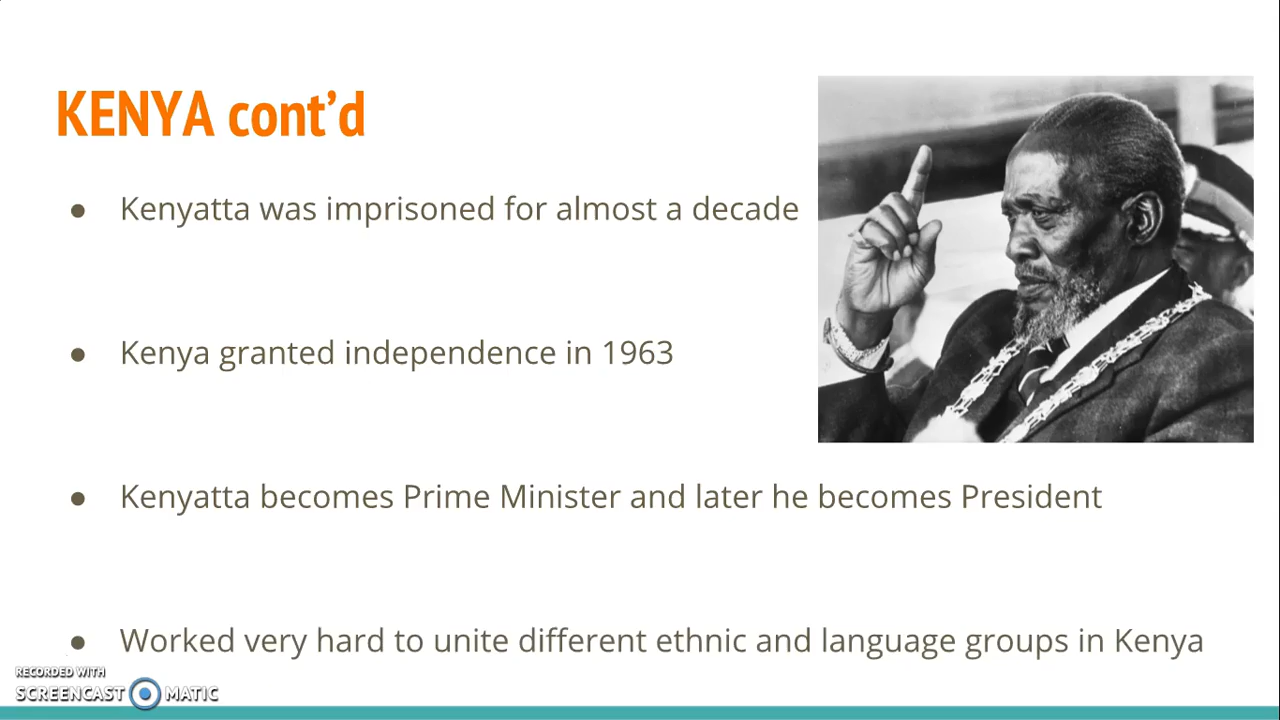 KENYA cont’d
● Kenyatta was imprisoned for almost a decade
● Kenya granted independence in 1963
● Kenyatta becomes Prime Minister and later he becomes President
● Worked very hard to unite different ethnic and language groups in Kenya
RECORDED WITH
SCREENCAST MATIC